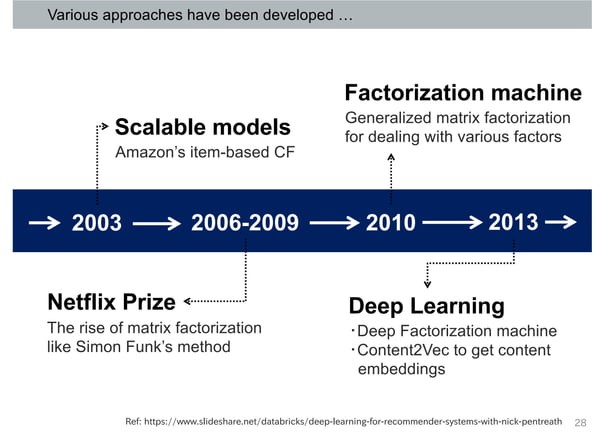 Various approaches have been developed …
Factorization machine
Generalized matrix factorization
for dealing with various factors
Scalable models
Amazon’s item-based CF
2003
2006-2009
2010
2013
Netflix Prize
The rise of matrix factorization
like Simon Funk’s method
Deep Learning
・Deep Factorization machine
・Content2Vec to get content
embeddings
Ref: https://www.slideshare.net/databricks/deep-learning-for-recommender-systems-with-nick-pentreath
28